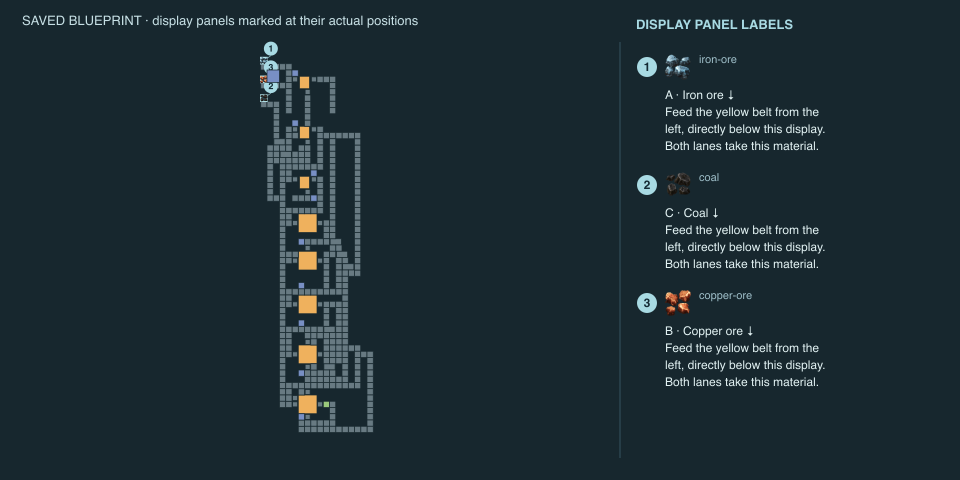 SAVED BLUEPRINT · display panels marked at their actual positions
1
3
2
DISPLAY PANEL LABELS
1
iron-ore
A · Iron ore ↓
Feed the yellow belt from the
left, directly below this display.
Both lanes take this material.
2
coal
C · Coal ↓
Feed the yellow belt from the
left, directly below this display.
Both lanes take this material.
3
copper-ore
B · Copper ore ↓
Feed the yellow belt from the
left, directly below this display.
Both lanes take this material.